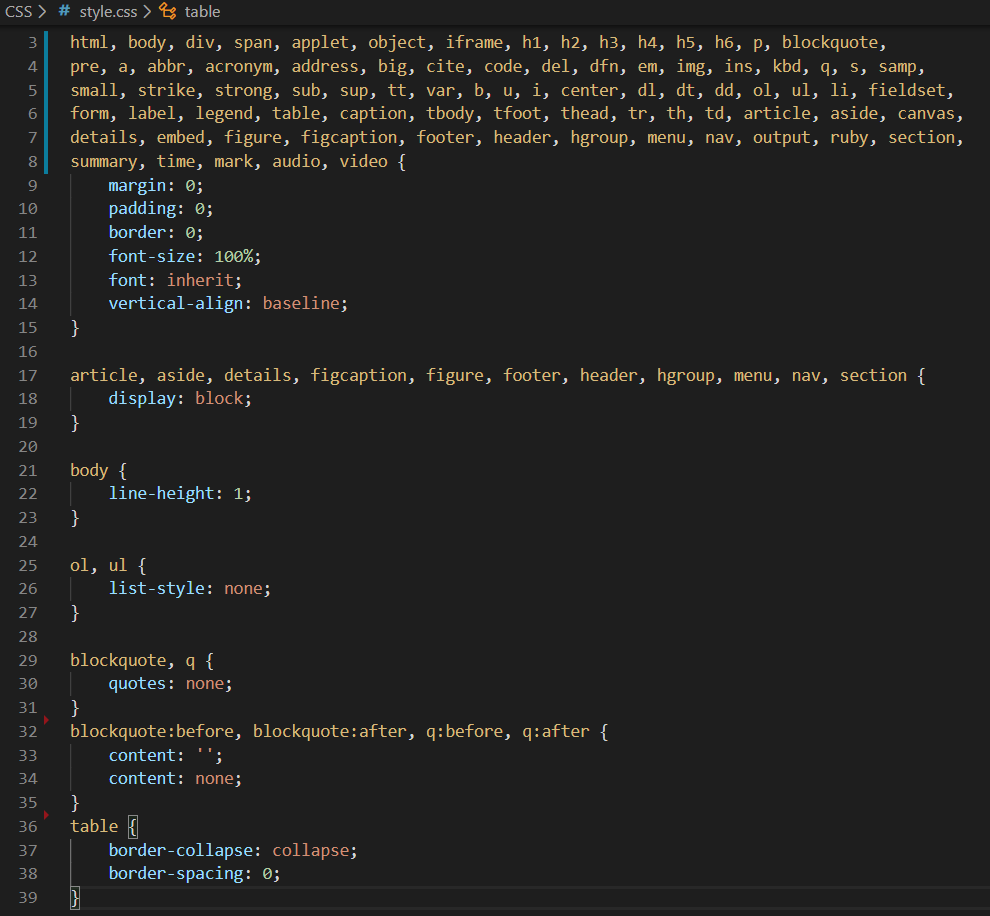 CSS > # style.css > table
3 html, body, div, span, applet, object, iframe, h1, h2, h3, h4, h5, h6, p, blockquote,
4 pre, a, abbr, acronym, address, big, cite, code, del, dfn, em, img, ins, kbd, q, s, samp,
5 small, strike, strong, sub, sup, tt, var, b, u, i, center, dl, dt, dd, ol, ul, li, fieldset,
6 form, label, legend, table, caption, tbody, tfoot, thead, tr, th, td, article, aside, canvas,
7 details, embed, figure, figcaption, footer, header, hgroup, menu, nav, output, ruby, section,
8 summary, time, mark, audio, video {
9     margin: 0;
10     padding: 0;
11     border: 0;
12     font-size: 100%;
13     font: inherit;
14     vertical-align: baseline;
15 }
16
17 article, aside, details, figcaption, figure, footer, header, hgroup, menu, nav, section {
18     display: block;
19 }
20
21 body {
22     line-height: 1;
23 }
24
25 ol, ul {
26     list-style: none;
27 }
28
29 blockquote, q {
30     quotes: none;
31 }
32 blockquote:before, blockquote:after, q:before, q:after {
33     content: '';
34     content: none;
35 }
36 table {
37     border-collapse: collapse;
38     border-spacing: 0;
39 }